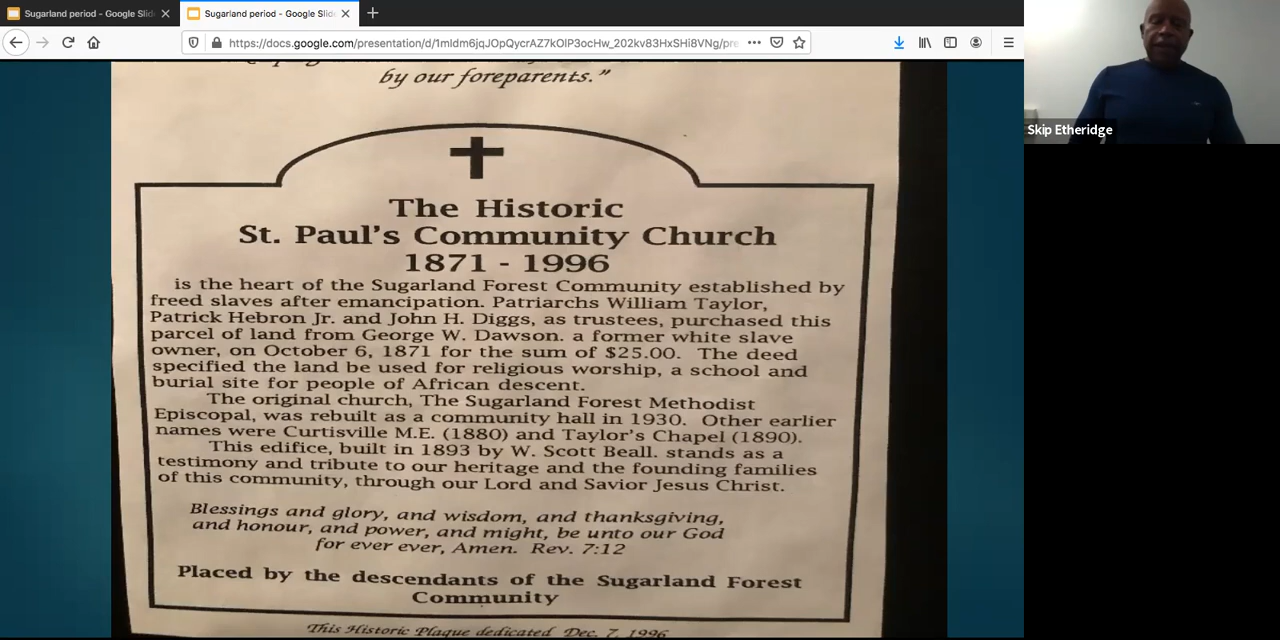 Sugarland period - Google Slid
Sugarland period - Google Slid
https://docs.google.com/presentation/d/1mldm6jqJOpQycrAZ7kOlP3ocHw_202kv83HxSHi8VNg/pre
Skip Etheridge
by our foreparents.”
The Historic
St. Paul's Community Church
1871 - 1996
is the heart of the Sugarland Forest Community established by
freed slaves after emancipation. Patriarchs William Taylor,
Patrick Hebron Jr. and John H. Diggs, as trustees, purchased this
parcel of land from George W. Dawson. a former white slave
owner, on October 6, 1871 for the sum of $25.00. The deed
specified the land be used for religious worship, a school and
burial site for people of African descent.
The original church, The Sugarland Forest Methodist
Episcopal, was rebuilt as a community hall in 1930. Other earlier
names were Curtisville M.E. (1880) and Taylor's Chapel (1890).
This edifice, built in 1893 by W. Scott Beall. stands as a
testimony and tribute to our heritage and the founding families
of this community, through our Lord and Savior Jesus Christ.
Blessings and glory, and wisdom, and thanksgiving,
and honour, and power, and might, be unto our God
for ever ever, Amen. Rev. 7:12
Placed by the descendants of the Sugarland Forest
Community
This Historic Plaque dedicated Dec. 7, 1996